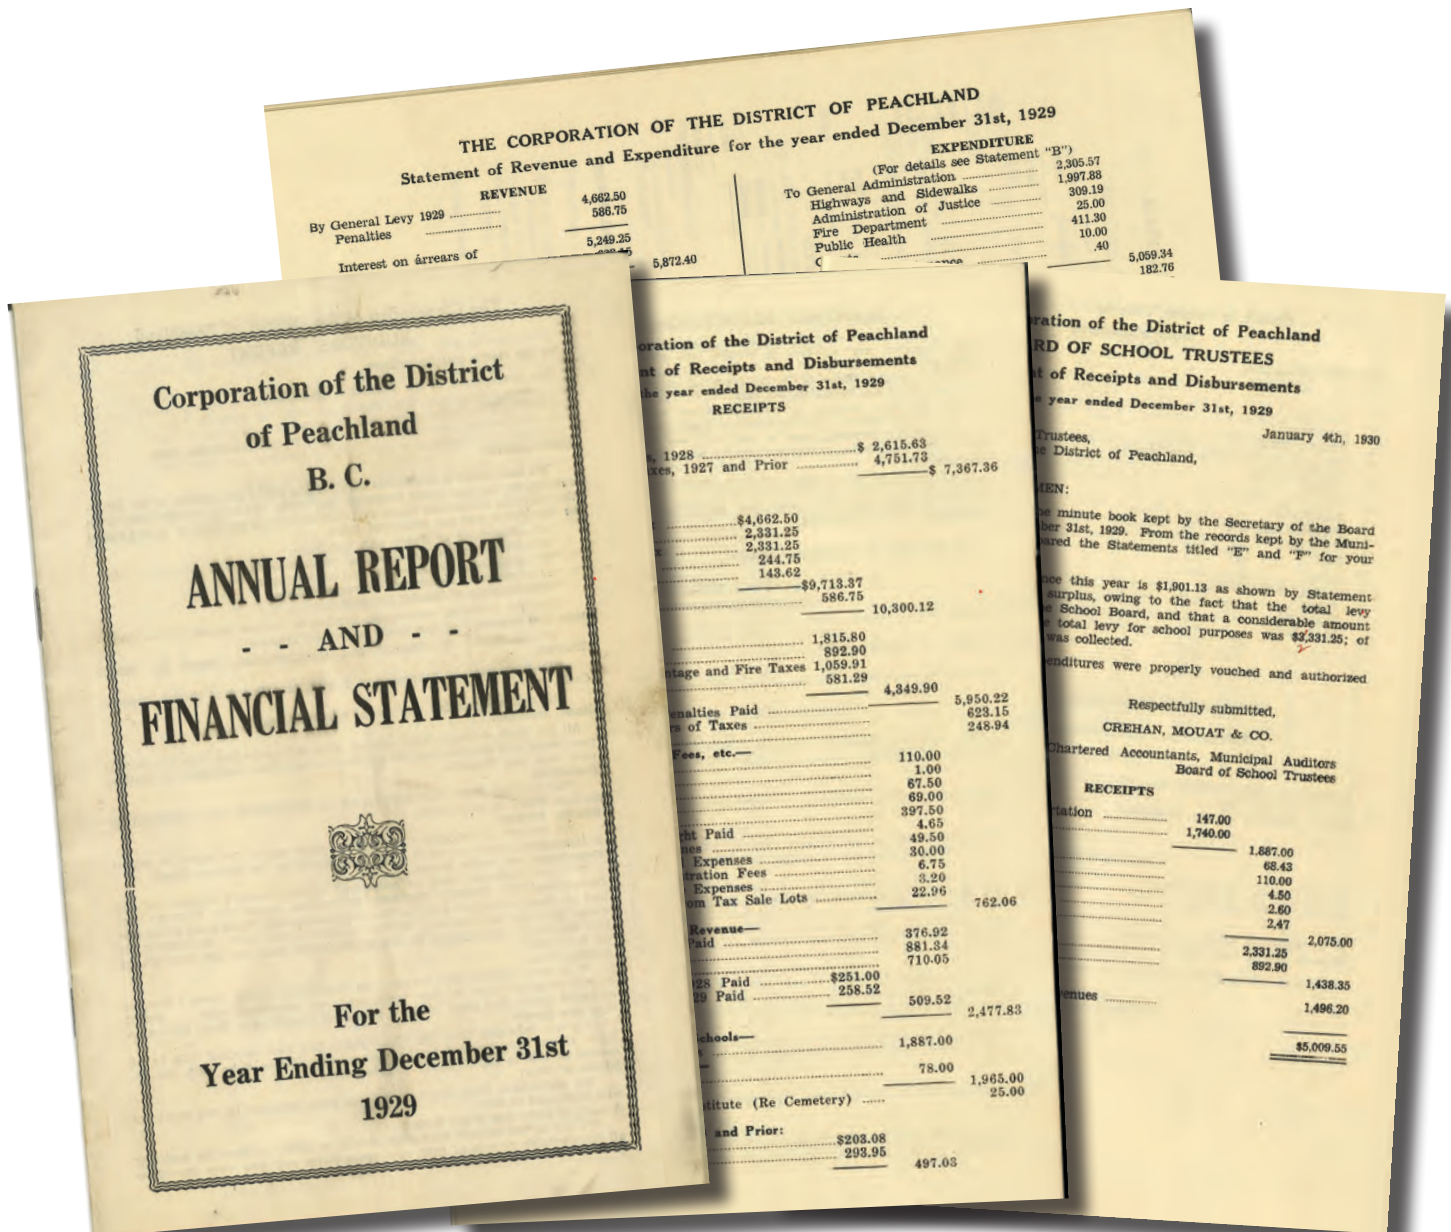 THE CORPORATION OF THE DISTRICT OF PEACHLAND
Statement of Revenue and Expenditure for the year ended December 31st, 1929
REVENUE
By General Levy 1929 ............... 4,662.50
Penalties ............... 586.75
5,249.25
Interest on árrears of
5,872.40
EXPENDITURE
(For details see Statement "B")
To General Administration ............... 2,305.57
Highways and Sidewalks ............... 1,997.88
Administration of Justice ............... 309.19
Fire Department ............... 25.00
Public Health ............... 411.30
............... 10.00
............... .40
5,059.34
182.76
Corporation of the District
of Peachland
B. C.
ANNUAL REPORT
- - AND - -
FINANCIAL STATEMENT
For the
Year Ending December 31st
1929
oration of the District of Peachland
nt of Receipts and Disbursements
the year ended December 31st, 1929
RECEIPTS
s, 1928 ............... $ 2,615.63
xes, 1927 and Prior ............... 4,751.73
$ 7,367.36
............... $4,662.50
............... 2,331.25
x ............... 2,331.25
............... 244.75
............... 143.62
$9,713.37
............... 586.75
10,300.12
............... 1,815.80
............... 892.90
ntage and Fire Taxes 1,059.91
............... 581.29
4,349.90
enalties Paid ............... 5,950.22
rs of Taxes ............... 623.15
............... 248.94
Fees, etc.—
............... 110.00
............... 1.00
............... 67.50
............... 69.00
............... 397.50
ht Paid ............... 4.65
nes ............... 49.50
Expenses ............... 30.00
tration Fees ............... 6.75
Expenses ............... 3.20
om Tax Sale Lots ............... 22.96
762.06
Revenue—
Paid ............... 376.92
............... 881.34
............... 710.05
28 Paid ............... $251.00
29 Paid ............... 258.52
509.52
2,477.83
chools—
s ............... 1,887.00
............... 78.00
1,965.00
titute (Re Cemetery) ...... 25.00
and Prior:
............... $203.08
............... 293.95
497.03
ration of the District of Peachland
RD OF SCHOOL TRUSTEES
t of Receipts and Disbursements
e year ended December 31st, 1929
January 4th, 1930
Trustees,
e District of Peachland,
MEN:
e minute book kept by the Secretary of the Board
ber 31st, 1929. From the records kept by the Muni-
pared the Statements titled "E" and "F" for your
nce this year is $1,901.13 as shown by Statement
surplus, owing to the fact that the total levy
e School Board, and that a considerable amount
e total levy for school purposes was $3,331.25; of
2
was collected.
enditures were properly vouched and authorized
Respectfully submitted,
CREHAN, MOUAT & CO.
Chartered Accountants, Municipal Auditors
Board of School Trustees
RECEIPTS
rtation ............... 147.00
............... 1,740.00
1,887.00
............... 68.43
............... 110.00
............... 4.50
............... 2.60
............... 2,47
2,075.00
............... 2,331.25
............... 892.90
1,438.35
enues ............... 1,496.20
$5,009.55